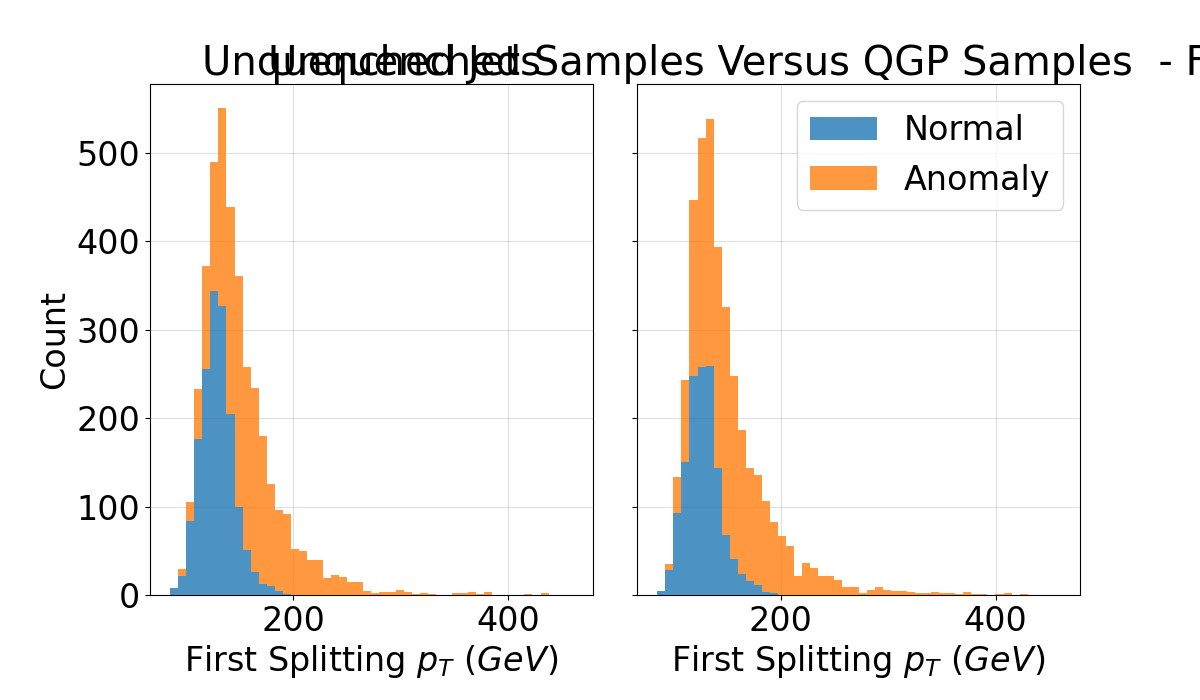 Samples Versus QGP Samples - F
500
400
300
200
100
0
Count
200
400
First Splitting $p_T$ (GeV)
Normal
Anomaly
200
400
First Splitting $p_T$ (GeV)